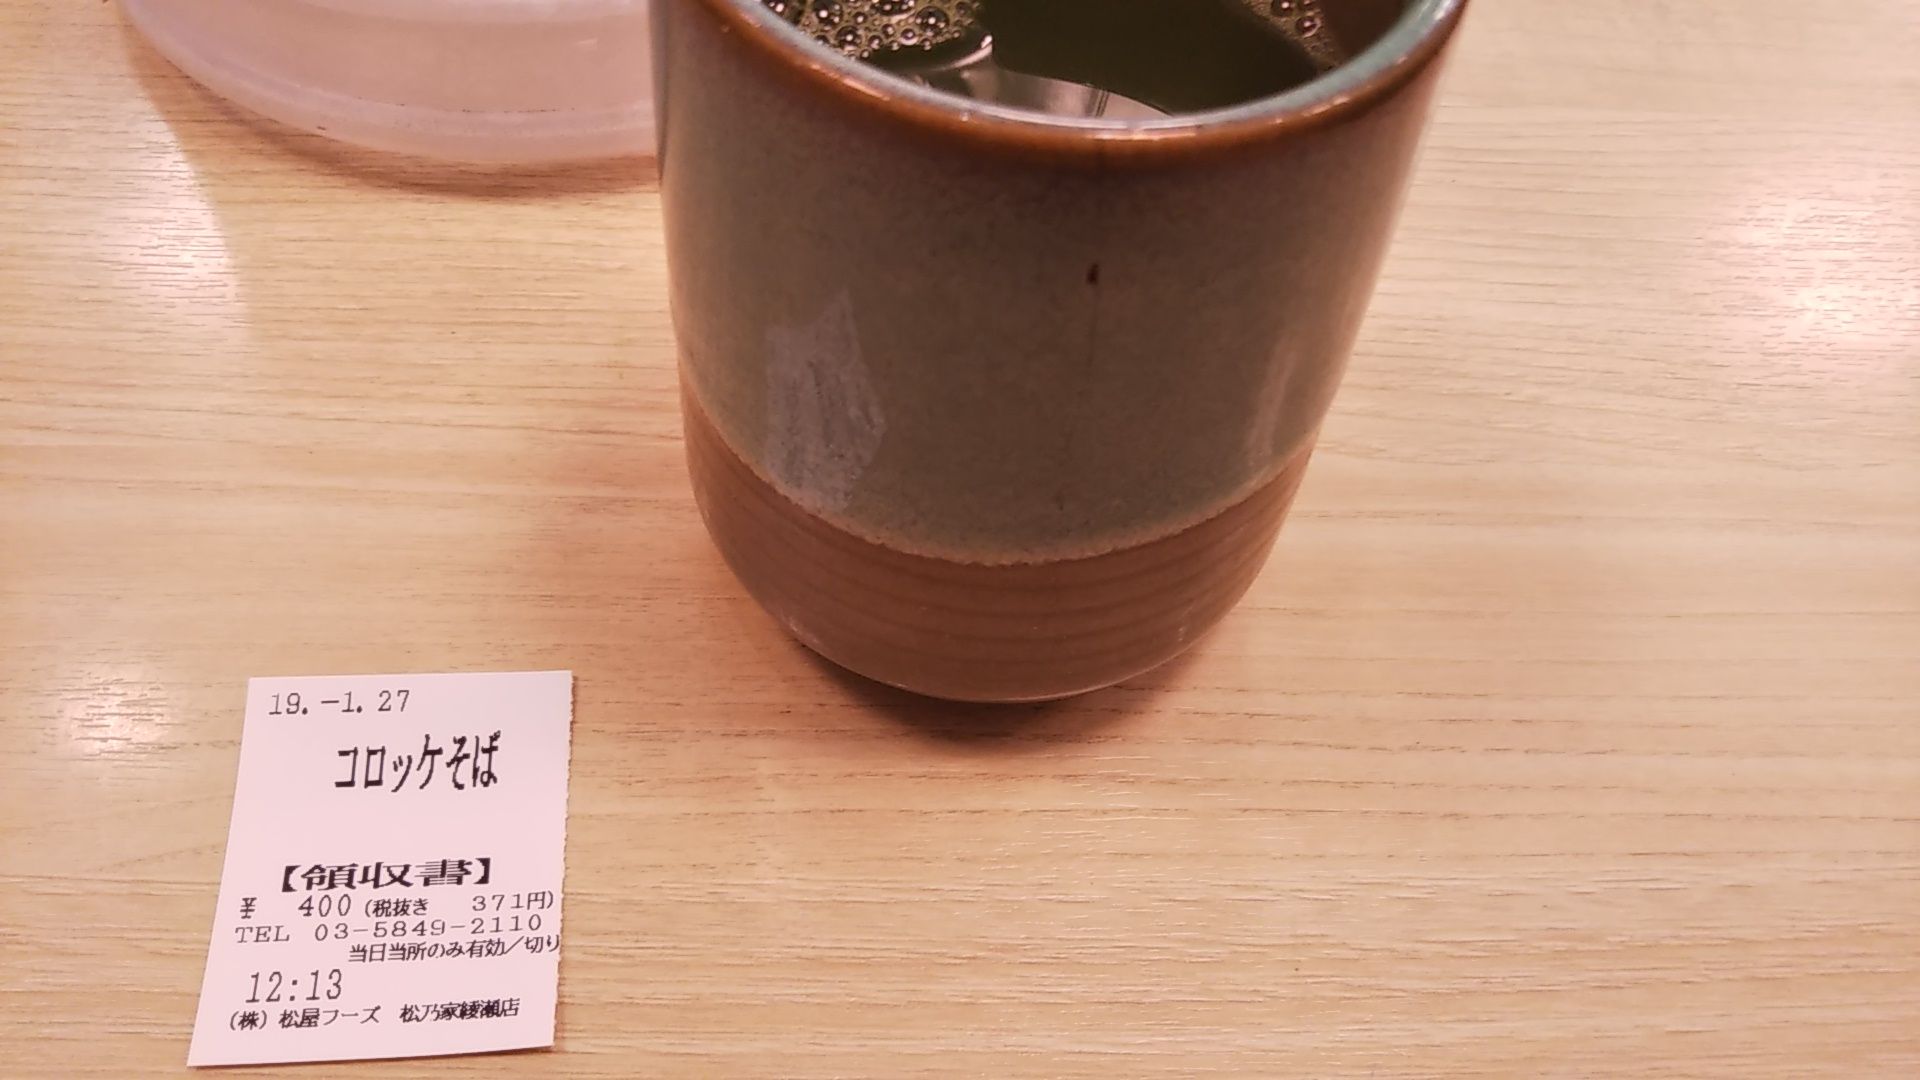 19.-1.27
コロッケそば
【領収書】
¥ 400(税抜き 371円)
TEL 03-5849-2110
当日当所のみ有効/切り
12:13
(株)松屋フーズ 松乃家綾瀬店